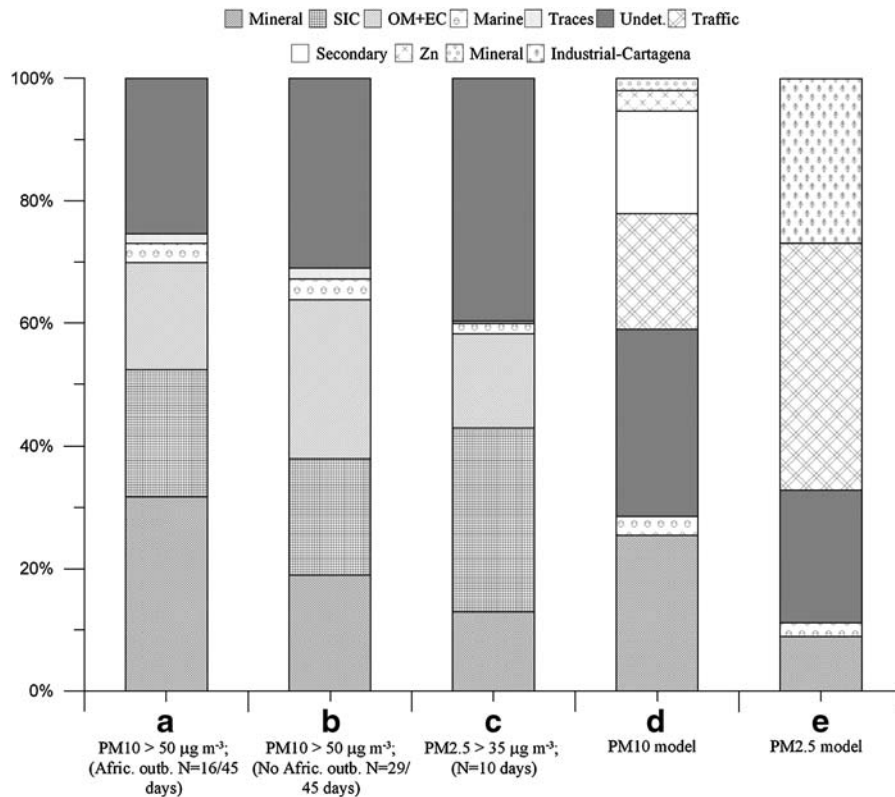 Mineral SIC OM+EC Marine Traces Undet. Traffic
Secondary Zn Mineral Industrial-Cartagena
100%
80%
60%
40%
20%
0%
a b c d e
PM10 > 50 µg m-³; PM10 > 50 µg m-³; PM2.5 > 35 µg m-³; PM10 model PM2.5 model
(Afric. outb. N=16/45 (No Afric. outb. N=29/ (N=10 days)
days) 45 days)